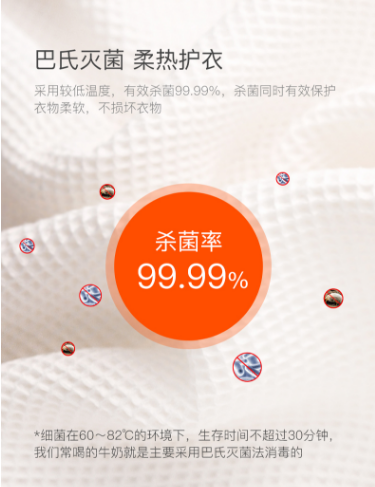 巴氏灭菌 柔热护衣
采用较低温度，有效杀菌99.99%，杀菌同时有效保护
衣物柔软，不损坏衣物
杀菌率
99.99%
*细菌在60～82℃的环境下，生存时间不超过30分钟，
我们常喝的牛奶就是主要采用巴氏灭菌法消毒的